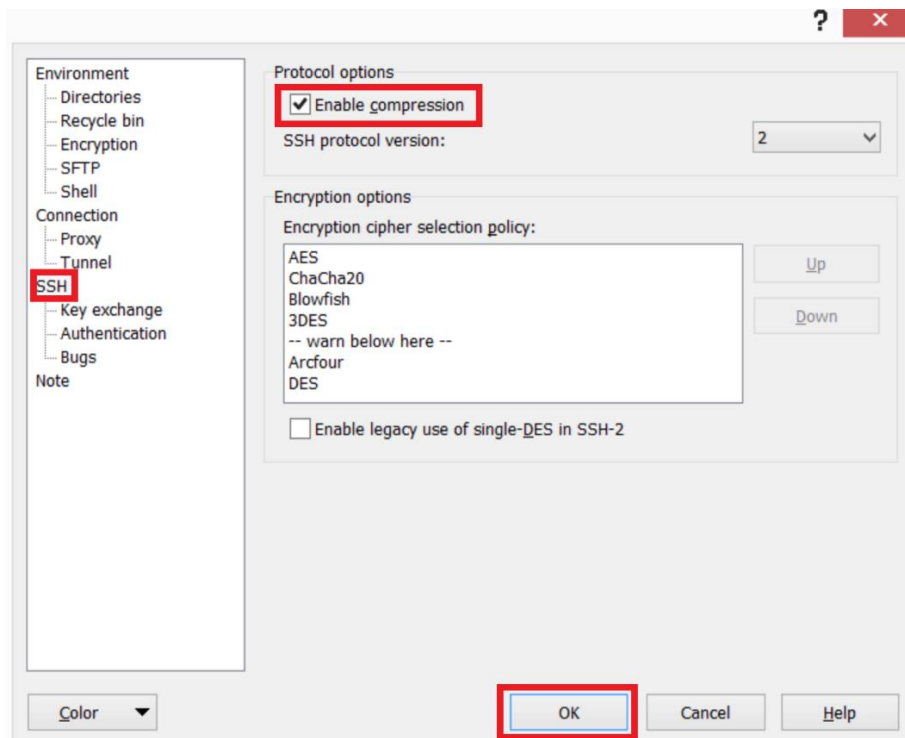 ?
Environment
Directories
Recycle bin
Encryption
SFTP
Shell
Connection
Proxy
Tunnel
SSH
Key exchange
Authentication
Bugs
Note
Protocol options
Enable compression
SSH protocol version: 2
Encryption options
Encryption cipher selection policy:
AES
ChaCha20
Blowfish
3DES
-- warn below here --
Arcfour
DES
Up
Down
Enable legacy use of single-DES in SSH-2
Color
OK
Cancel
Help